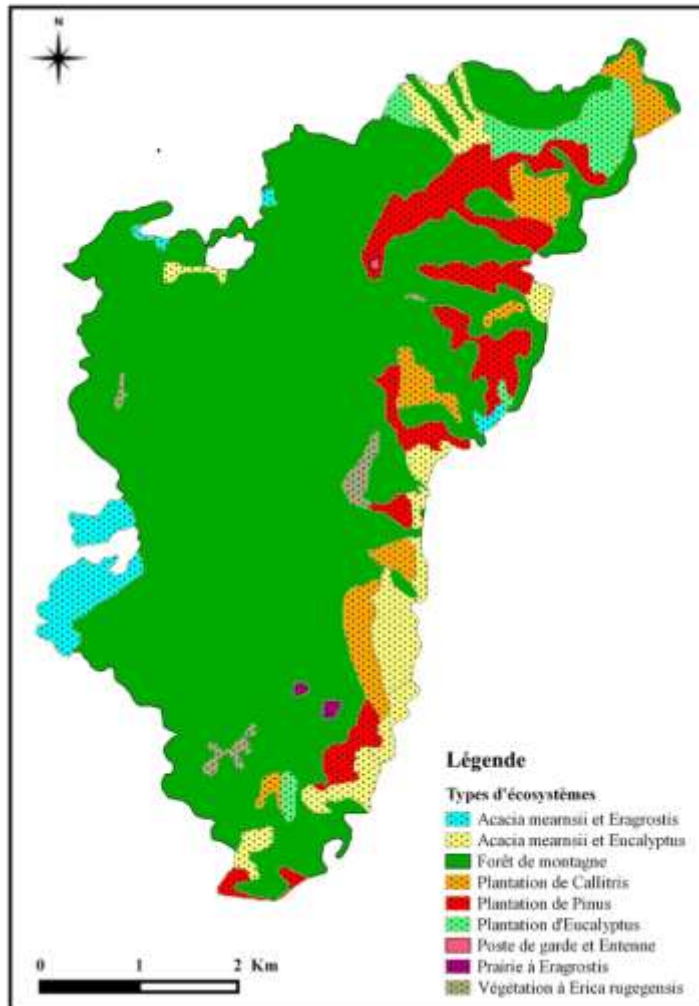 N
Légende
Types d'écosystèmes
Acacia mearnsii et Eragrostis
Acacia mearnsii et Eucalyptus
Forêt de montagne
Plantation de Callitris
Plantation de Pinus
Plantation d'Eucalyptus
Poste de garde et Entenne
Prairie à Eragrostis
Végétation à Erica rugegensis
0 1 2 Km